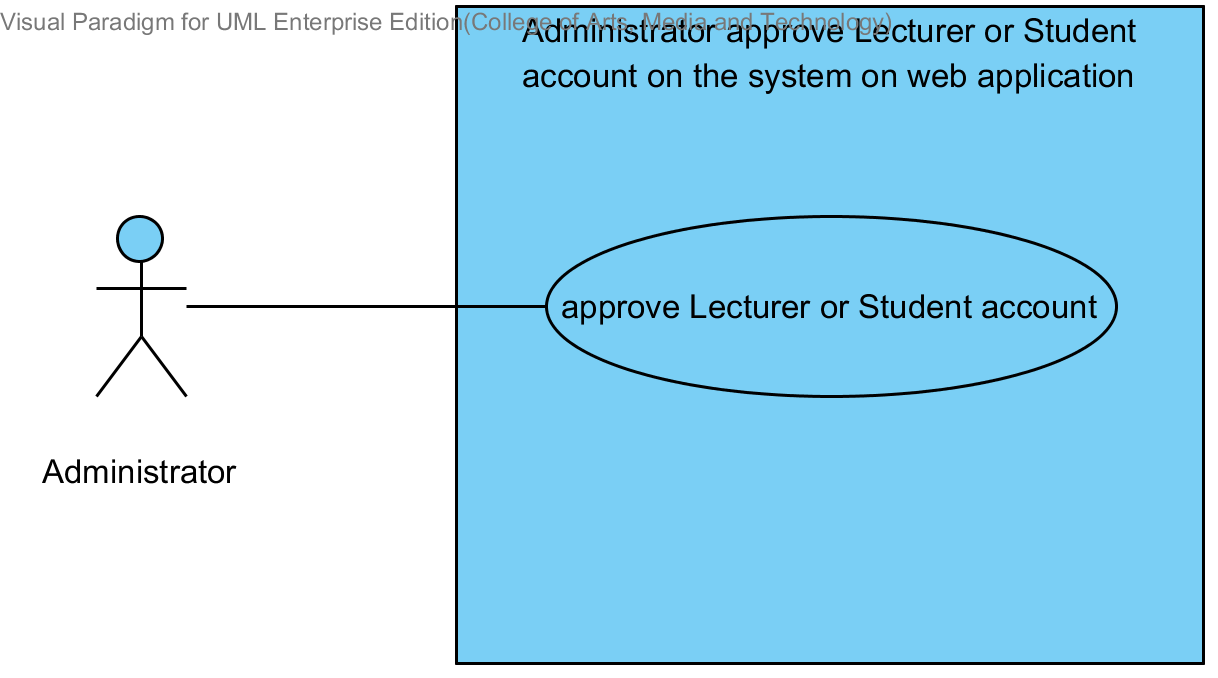 Visual Paradigm for UML Enterprise Edition(College of Arts, Media and Technology)
Administrator approve Lecturer or Student
account on the system on web application
approve Lecturer or Student account
Administrator